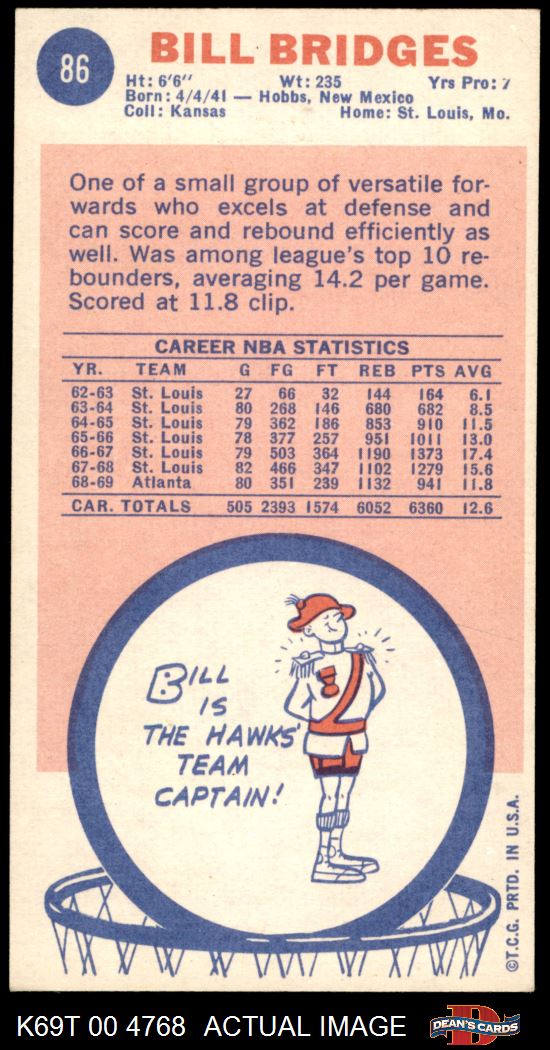 86
BILL BRIDGES
Ht: 6'6" Wt: 235 Yrs Pro: 7
Born: 4/4/41 — Hobbs, New Mexico
Coll: Kansas Home: St. Louis, Mo.
One of a small group of versatile for-
wards who excels at defense and
can score and rebound efficiently as
well. Was among league's top 10 re-
bounders, averaging 14.2 per game.
Scored at 11.8 clip.
CAREER NBA STATISTICS
YR. TEAM G FG FT REB PTS AVG
62-63 St. Louis 27 66 32 144 164 6.1
63-64 St. Louis 80 268 146 680 682 8.5
64-65 St. Louis 79 362 186 853 910 11.5
65-66 St. Louis 78 377 257 951 1011 13.0
66-67 St. Louis 79 503 364 1190 1373 17.4
67-68 St. Louis 82 466 347 1102 1279 15.6
68-69 Atlanta 80 351 239 1132 941 11.8
CAR. TOTALS 505 2393 1574 6052 6360 12.6
BILL
IS
THE HAWKS'
TEAM
CAPTAIN!
©T.C.G. PRTD. IN U.S.A.
K69T 00 4768 ACTUAL IMAGE
DEAN'S CARDS